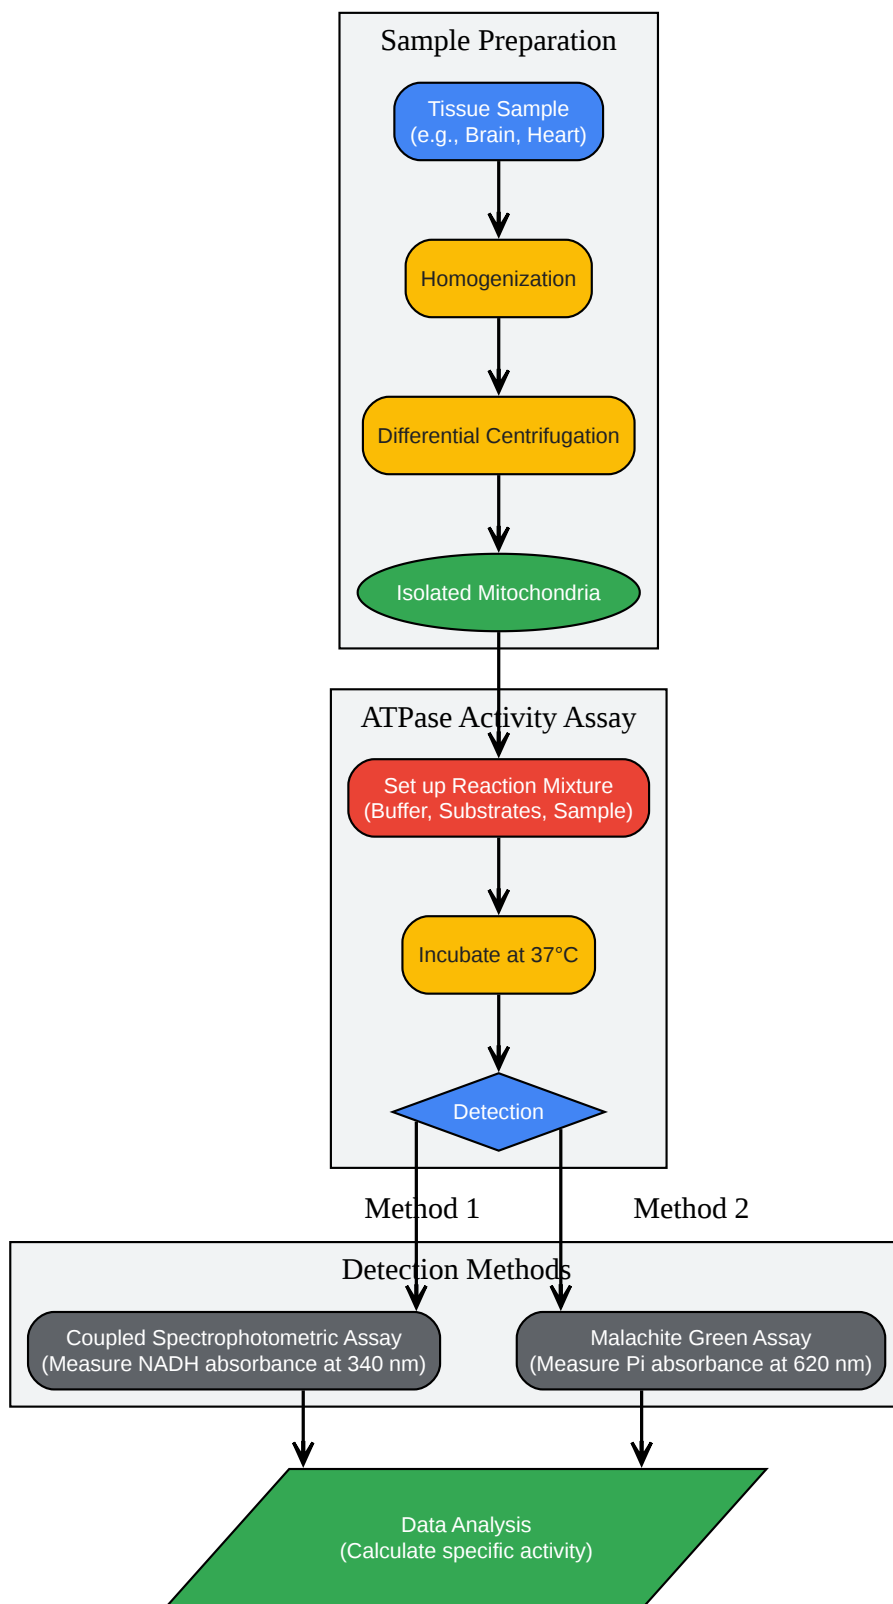 Sample Preparation
Tissue Sample
(e.g., Brain, Heart)
Homogenization
Differential Centrifugation
Isolated Mitochondria
ATPase Activity Assay
Set up Reaction Mixture
(Buffer, Substrates, Sample)
Incubate at 37°C
Detection
Method 1
Method 2
Detection Methods
Coupled Spectrophotometric Assay
(Measure NADH absorbance at 340 nm)
Malachite Green Assay
(Measure Pi absorbance at 620 nm)
Data Analysis
(Calculate specific activity)